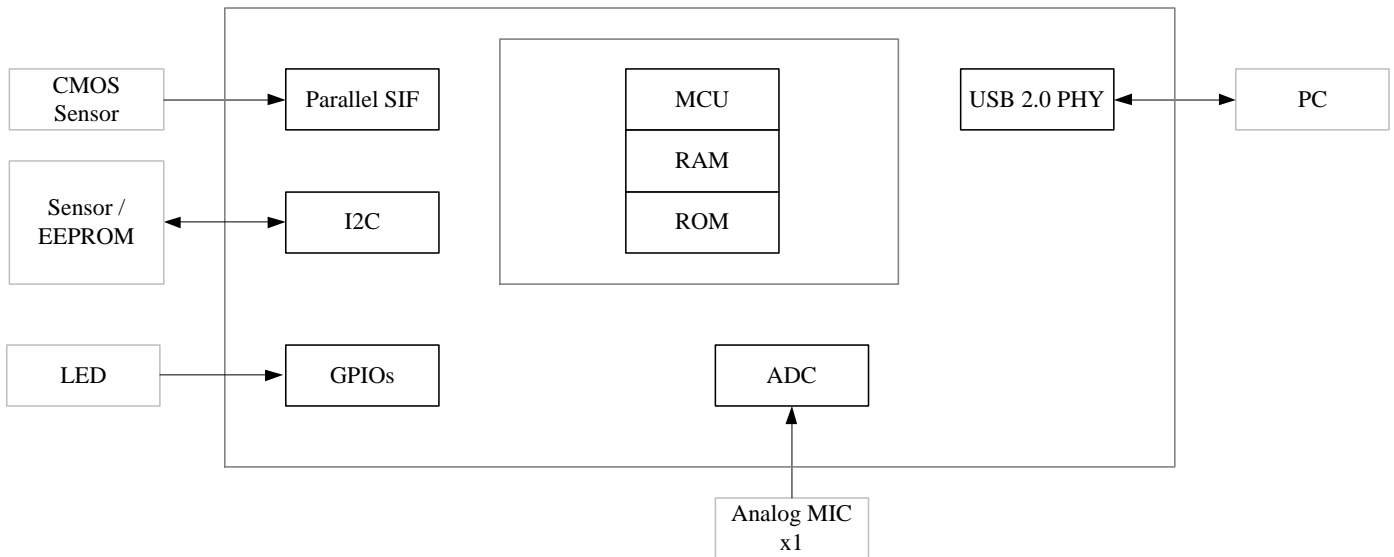 CMOS
Sensor
Parallel SIF
MCU
USB 2.0 PHY
PC
RAM
Sensor /
EEPROM
I2C
ROM
LED
GPIOs
ADC
Analog MIC
x1